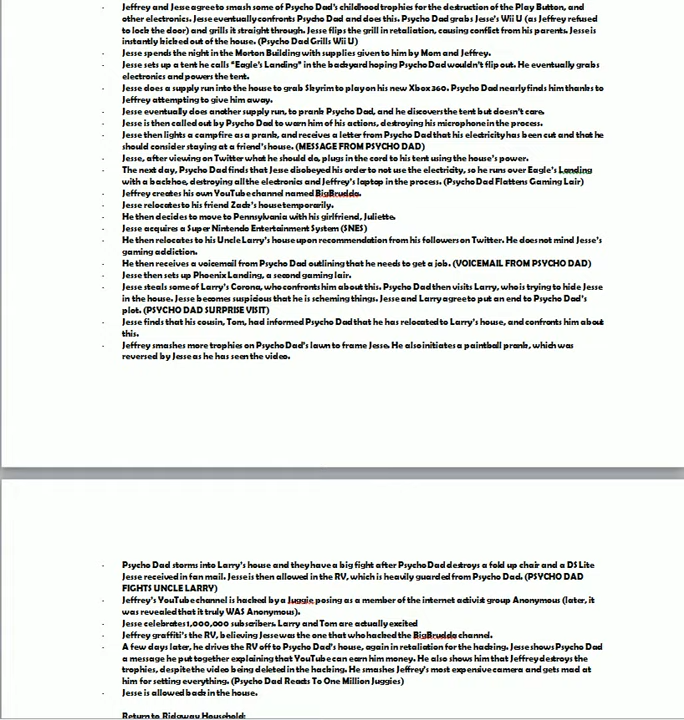 - Jeffrey and Jesse agree to smash some of Psycho Dad's childhood trophies for the destruction of the Play Button, and
other electronics. Jesse eventually confronts Psycho Dad and does this. Psycho Dad grabs Jesse's Wii U (as Jeffrey refused
to lock the door) and grills it straight through. Jesse flips the grill in retaliation, causing conflict from his parents. Jesse is
instantly kicked out of the house. (Psycho Dad Grills Wii U)
- Jesse spends the night in the Morton Building with supplies given to him by Mom and Jeffrey.
- Jesse sets up a tent he calls "Eagle's Landing" in the backyard hoping Psycho Dad wouldn't flip out. He eventually grabs
electronics and powers the tent.
- Jesse does a supply run into the house to grab Skyrim to play on his new Xbox 360. Psycho Dad nearly finds him thanks to
Jeffrey attempting to give him away.
- Jesse eventually does another supply run, to prank Psycho Dad, and he discovers the tent but doesn't care.
- Jesse is then called out by Psycho Dad to warn him of his actions, destroying his microphone in the process.
- Jesse then lights a campfire as a prank, and receives a letter from Psycho Dad that his electricity has been cut and that he
should consider staying at a friend's house. (MESSAGE FROM PSYCHO DAD)
- Jesse, after viewing on Twitter what he should do, plugs in the cord to his tent using the house's power.
- The next day, Psycho Dad finds that Jesse disobeyed his order to not use the electricity, so he runs over Eagle's Landing
with a backhoe, destroying all the electronics and Jeffrey's laptop in the process. (Psycho Dad Flattens Gaming Lair)
- Jeffrey creates his own YouTube channel named BigBrudda.
- Jesse relocates to his friend Zack's house temporarily.
- He then decides to move to Pennsylvania with his girlfriend, Juliette.
- Jesse acquires a Super Nintendo Entertainment System (SNES)
- He then relocates to his Uncle Larry's house upon recommendation from his followers on Twitter. He does not mind Jesse's
gaming addiction.
- He then receives a voicemail from Psycho Dad outlining that he needs to get a job. (VOICEMAIL FROM PSYCHO DAD)
- Jesse then sets up Phoenix Landing, a second gaming lair.
- Jesse steals some of Larry's Corona, who confronts him about this. Psycho Dad then visits Larry, who is trying to hide Jesse
in the house. Jesse becomes suspicious that he is scheming things. Jesse and Larry agree to put an end to Psycho Dad's
plot. (PSYCHO DAD SURPRISE VISIT)
- Jesse finds that his cousin, Tom, had informed Psycho Dad that he has relocated to Larry's house, and confronts him about
this.
- Jeffrey smashes more trophies on Psycho Dad's lawn to frame Jesse. He also initiates a paintball prank, which was
reversed by Jesse as he has seen the video.
- Psycho Dad storms into Larry's house and they have a big fight after Psycho Dad destroys a fold up chair and a DS Lite
Jesse received in fan mail. Jesse is then allowed in the RV, which is heavily guarded from Psycho Dad. (PSYCHO DAD
FIGHTS UNCLE LARRY)
- Jeffrey's YouTube channel is hacked by a Juggie posing as a member of the internet activist group Anonymous (later, it
was revealed that it truly WAS Anonymous).
- Jesse celebrates 1,000,000 subscribers. Larry and Tom are actually excited
- Jeffrey graffiti's the RV, believing Jesse was the one that who hacked the BigBrudda channel.
- A few days later, he drives the RV off to Psycho Dad's house, again in retaliation for the hacking. Jesse shows Psycho Dad
a message he put together explaining that YouTube can earn him money. He also shows him that Jeffrey destroys the
trophies, despite the video being deleted in the hacking. He smashes Jeffrey's most expensive camera and gets mad at
him for setting everything. (Psycho Dad Reacts To One Million Juggies)
- Jesse is allowed back in the house.
Return to Ridgway Household: